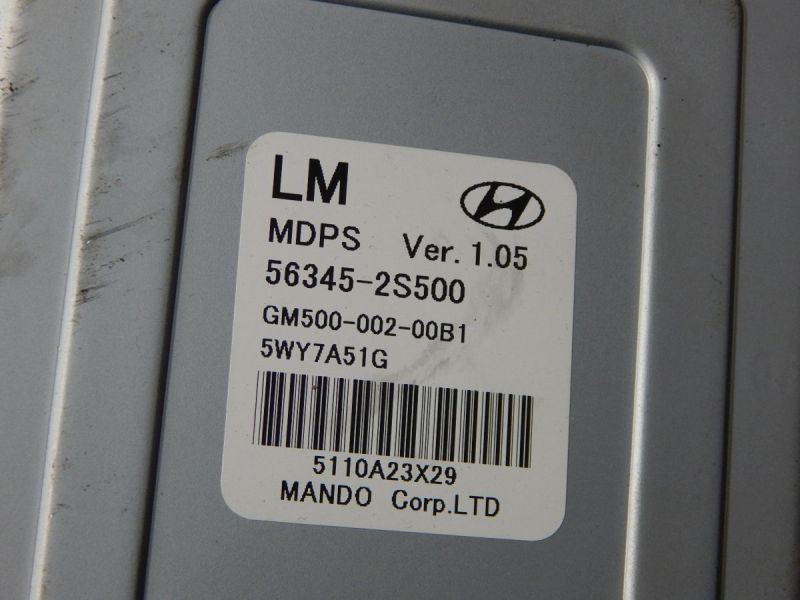 LM
MDPS Ver. 1.05
56345-2S500
GM500-002-00B1
5WY7A51G
5110A23X29
MANDO Corp.LTD